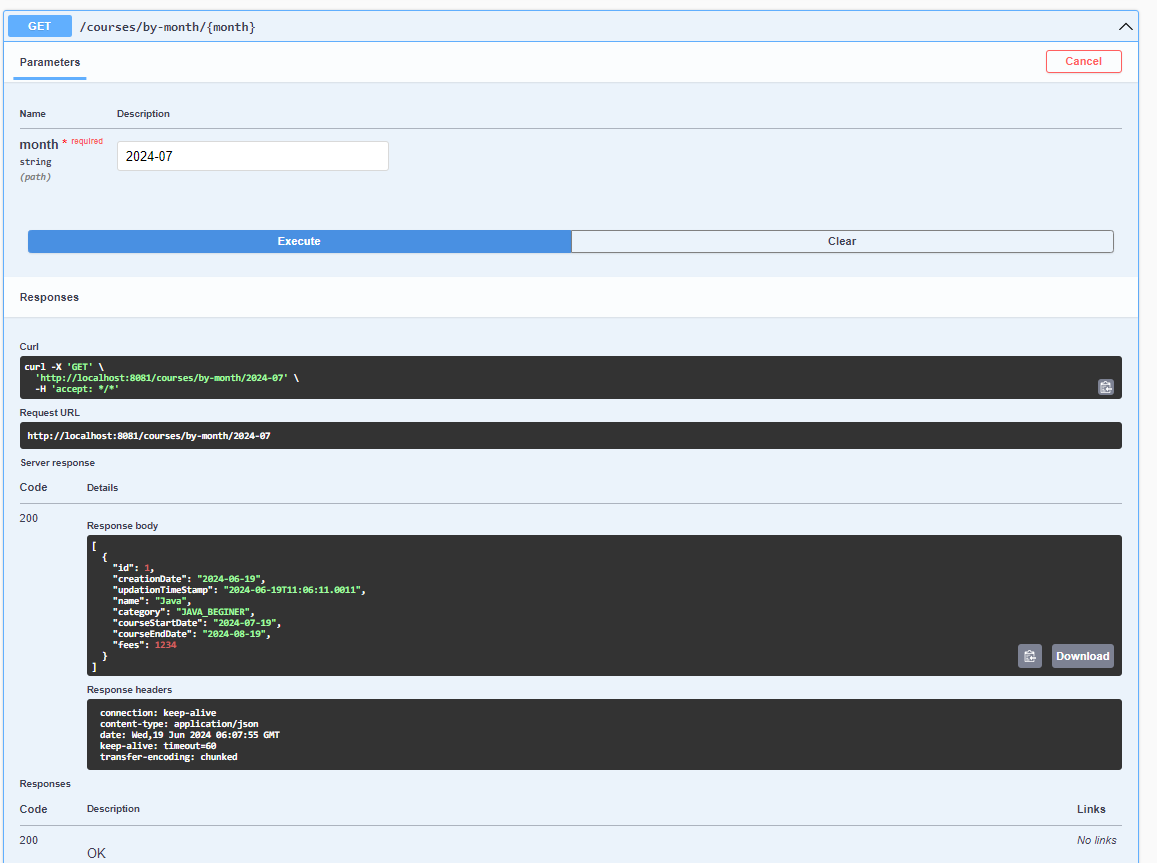 GET /courses/by-month/{month}
Parameters
Cancel
Name Description
month * required
string
(path)
2024-07
Execute Clear
Responses
Curl
curl -X 'GET' \
'http://localhost:8081/courses/by-month/2024-07' \
-H 'accept: */*'
Request URL
http://localhost:8081/courses/by-month/2024-07
Server response
Code Details
200
Response body
[
{
"id": 1,
"creationDate": "2024-06-19",
"updationTimeStamp": "2024-06-19T11:06:11.0011",
"name": "Java",
"category": "JAVA_BEGINER",
"courseStartDate": "2024-07-19",
"courseEndDate": "2024-08-19",
"fees": 1234
}
]
Download
Response headers
connection: keep-alive
content-type: application/json
date: Wed,19 Jun 2024 06:07:55 GMT
keep-alive: timeout=60
transfer-encoding: chunked
Responses
Code Description Links
200 No links
OK